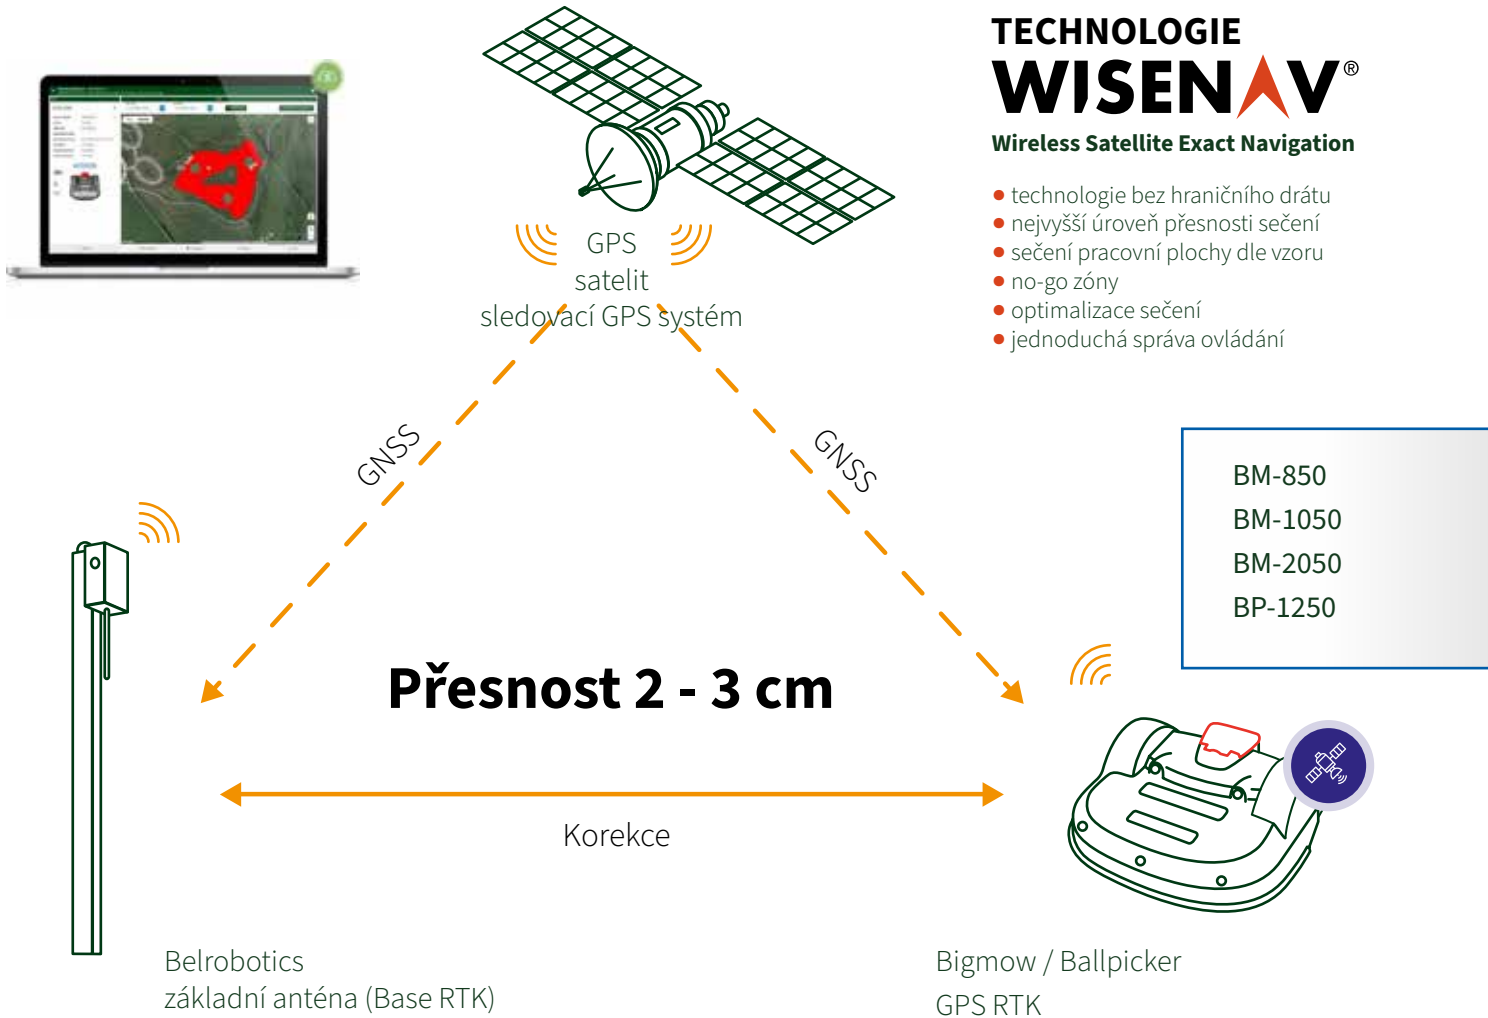 TECHNOLOGIE
WISENAV®
Wireless Satellite Exact Navigation
• technologie bez hraničního drátu
• nejvyšší úroveň přesnosti sečení
• sečení pracovní plochy dle vzoru
• no-go zóny
• optimalizace sečení
• jednoduchá správa ovládání
GPS
satelit
sledovací GPS systém
GNSS
GNSS
BM-850
BM-1050
BM-2050
BP-1250
Přesnost 2 - 3 cm
Korekce
Belrobotics
základní anténa (Base RTK)
Bigmow / Ballpicker
GPS RTK